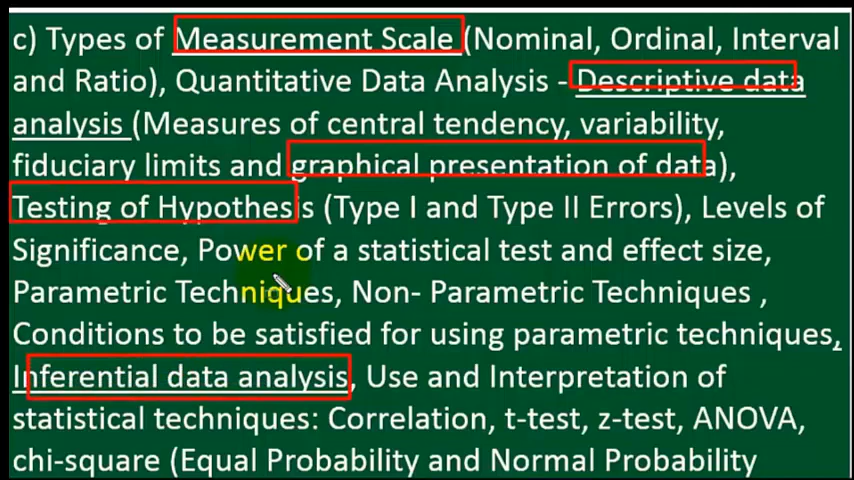 c) Types of Measurement Scale (Nominal, Ordinal, Interval
and Ratio), Quantitative Data Analysis - Descriptive data
analysis (Measures of central tendency, variability,
fiduciary limits and graphical presentation of data),
Testing of Hypothesis (Type I and Type II Errors), Levels of
Significance, Power of a statistical test and effect size,
Parametric Techniques, Non- Parametric Techniques ,
Conditions to be satisfied for using parametric techniques,
Inferential data analysis, Use and Interpretation of
statistical techniques: Correlation, t-test, z-test, ANOVA,
chi-square (Equal Probability and Normal Probability